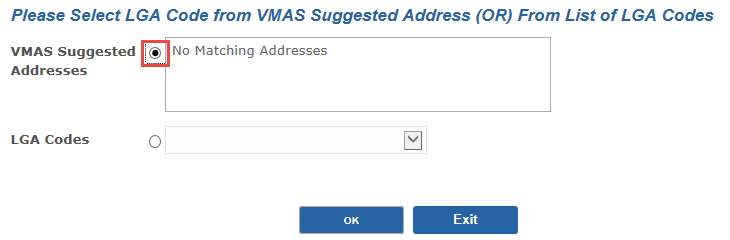 Please Select LGA Code from VMAS Suggested Address (OR) From List of LGA Codes
VMAS Suggested
Addresses
No Matching Addresses
LGA Codes
OK
Exit